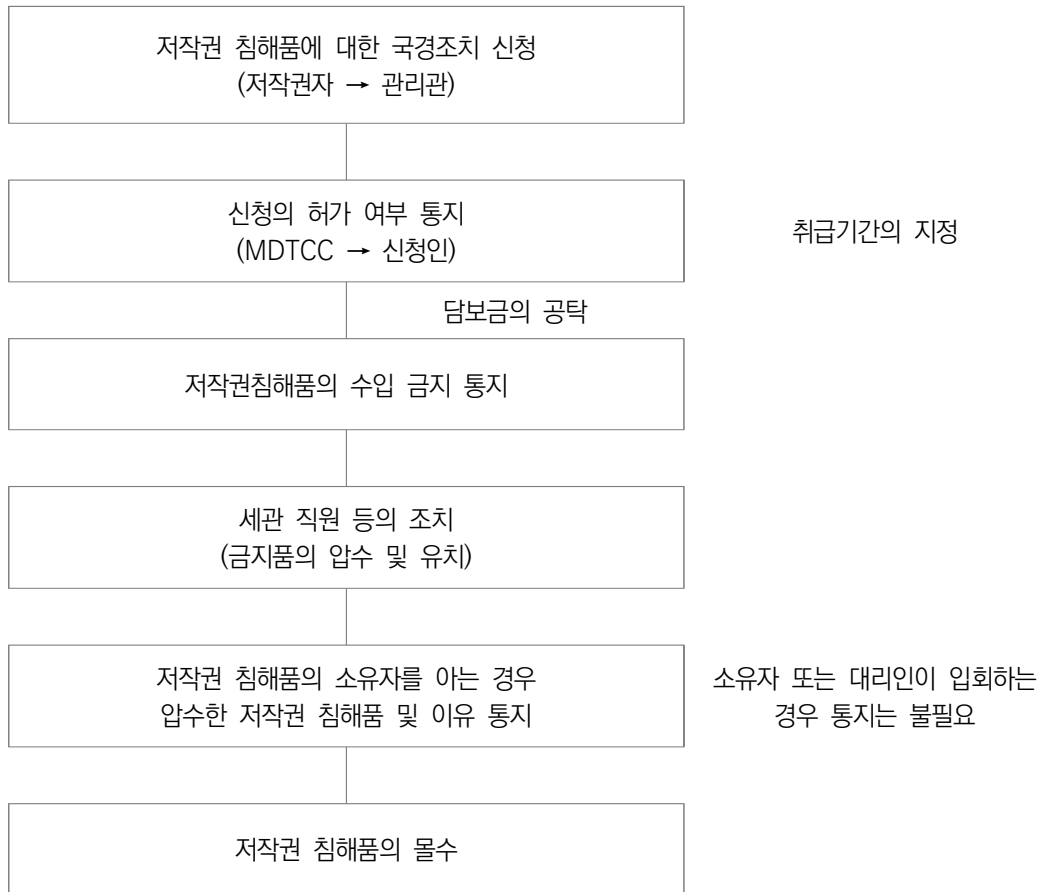 저작권 침해품에 대한 국경조치 신청
(저작권자 → 관리관)
신청의 허가 여부 통지
(MDTCC → 신청인)
취급기간의 지정
담보금의 공탁
저작권침해품의 수입 금지 통지
세관 직원 등의 조치
(금지품의 압수 및 유치)
저작권 침해품의 소유자를 아는 경우
압수한 저작권 침해품 및 이유 통지
소유자 또는 대리인이 입회하는
경우 통지는 불필요
저작권 침해품의 몰수